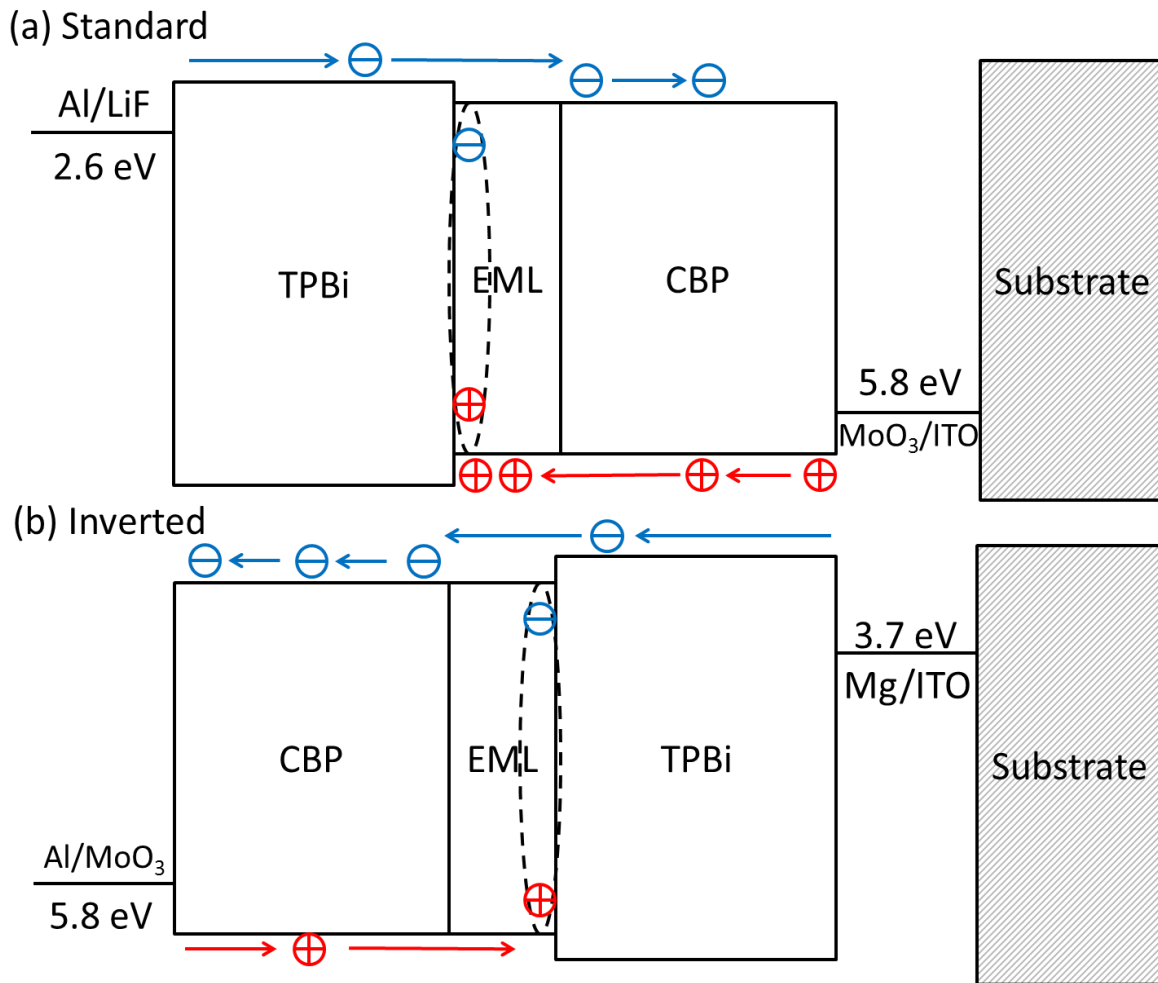 (a) Standard
Al/LiF
2.6 eV
TPBi
EML
CBP
5.8 eV
MoO₃/ITO
Substrate
(b) Inverted
CBP
EML
TPBi
3.7 eV
Mg/ITO
Substrate
Al/MoO₃
5.8 eV